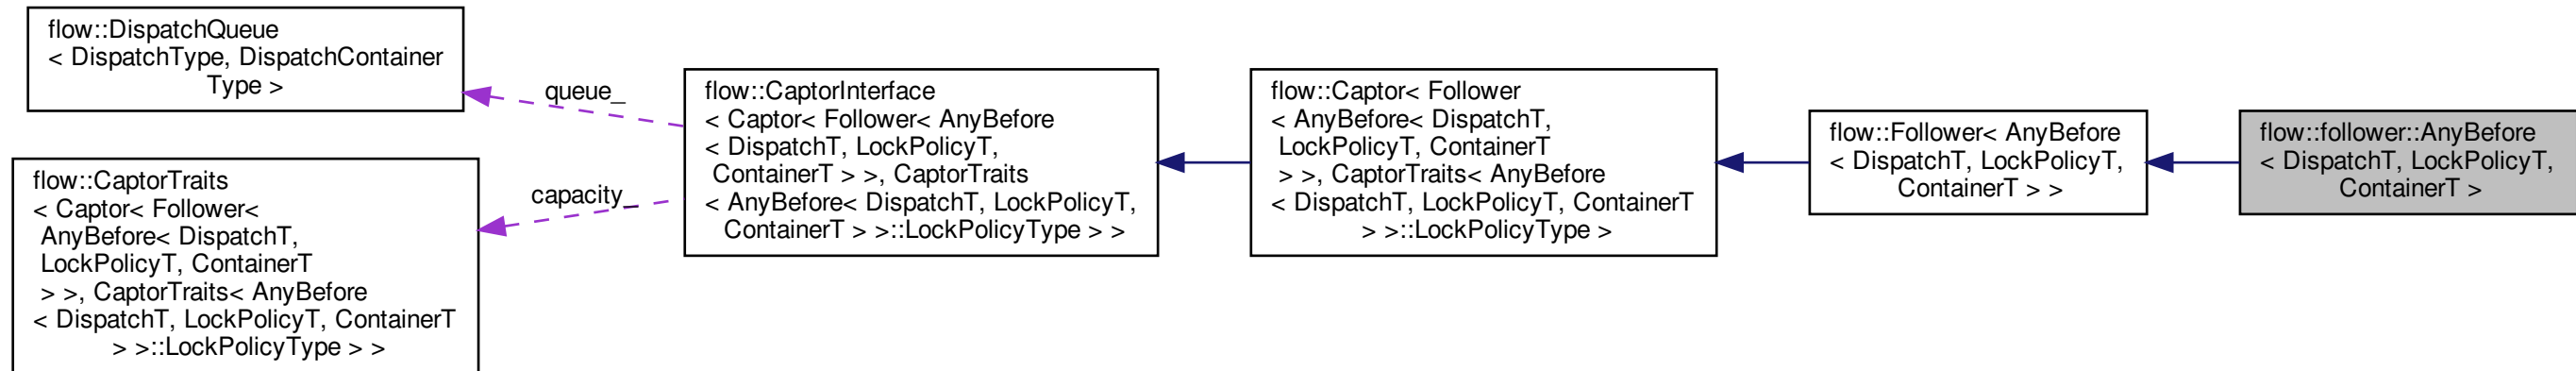 flow::DispatchQueue
< DispatchType, DispatchContainer
Type >
flow::CaptorTraits
< Captor< Follower<
AnyBefore< DispatchT,
LockPolicyT, ContainerT
> >, CaptorTraits< AnyBefore
< DispatchT, LockPolicyT, ContainerT
> >::LockPolicyType > >
queue_
capacity_
flow::CaptorInterface
< Captor< Follower< AnyBefore
< DispatchT, LockPolicyT,
ContainerT > >, CaptorTraits
< AnyBefore< DispatchT, LockPolicyT,
ContainerT > >::LockPolicyType > >
flow::Captor< Follower
< AnyBefore< DispatchT,
LockPolicyT, ContainerT
> >, CaptorTraits< AnyBefore
< DispatchT, LockPolicyT, ContainerT
> >::LockPolicyType >
flow::Follower< AnyBefore
< DispatchT, LockPolicyT,
ContainerT > >
flow::follower::AnyBefore
< DispatchT, LockPolicyT,
ContainerT >